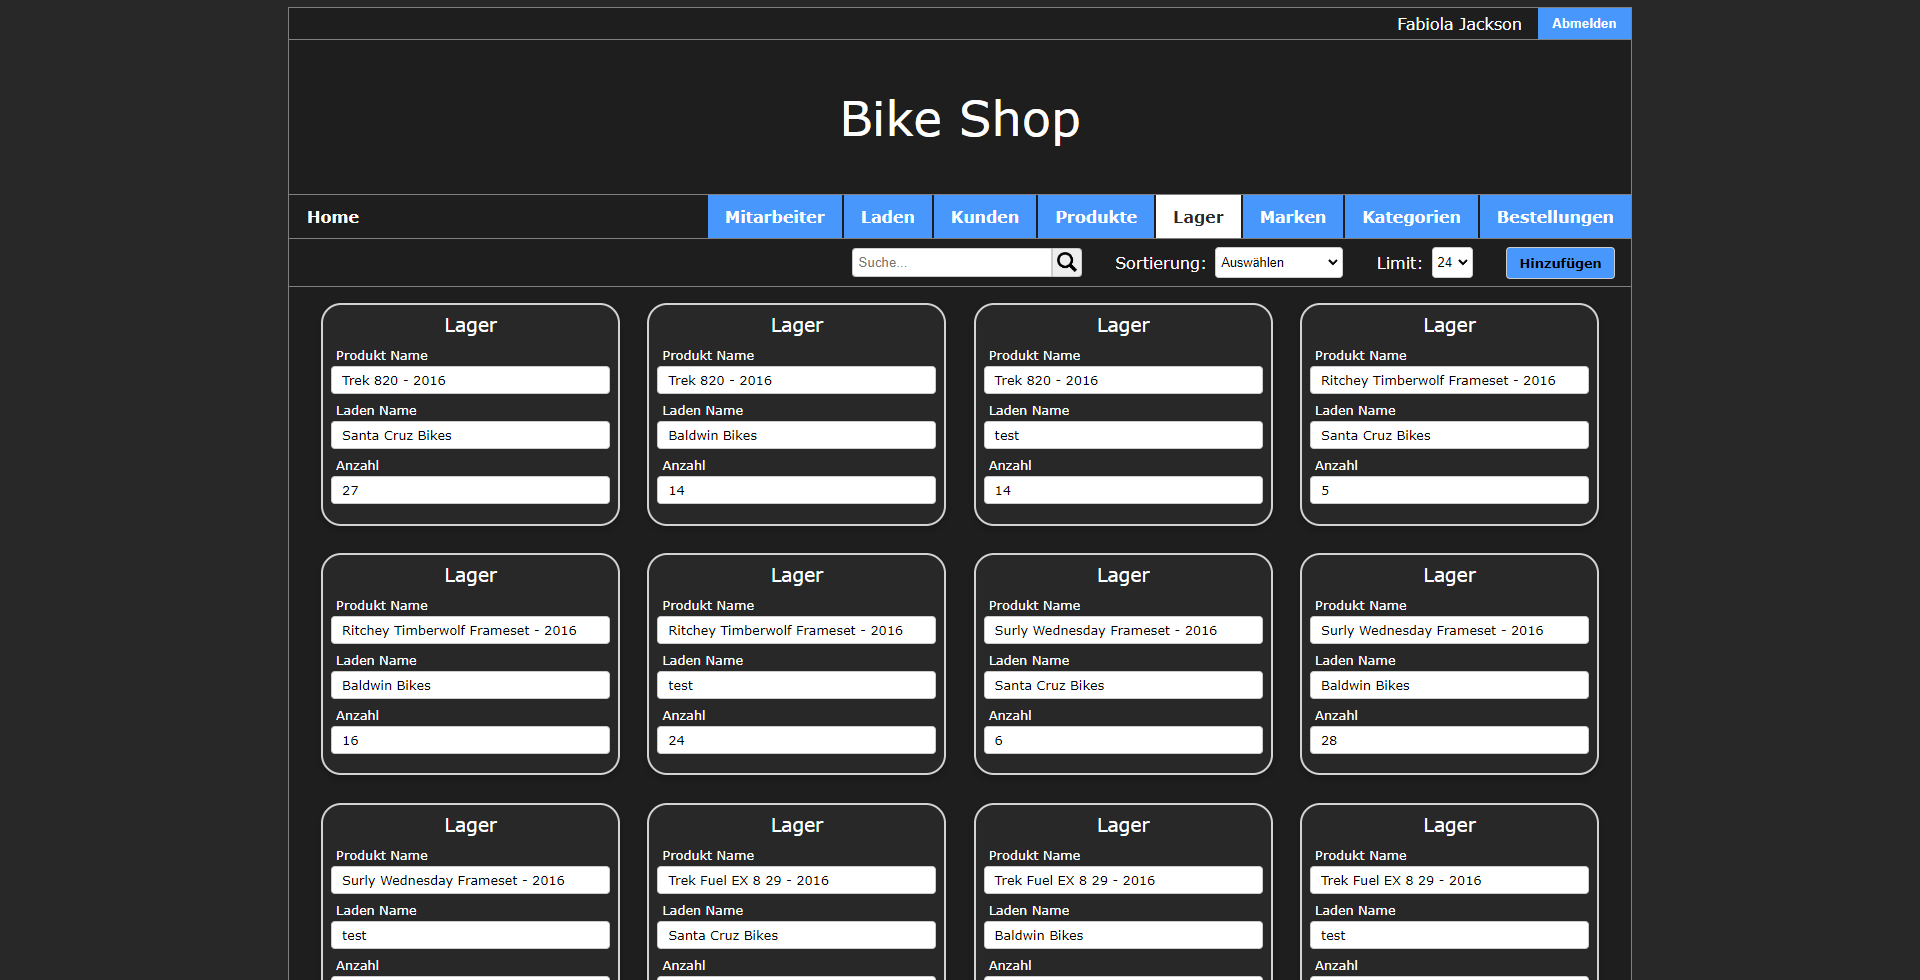 Fabiola Jackson Abmelden
Bike Shop
Home Mitarbeiter Laden Kunden Produkte Lager Marken Kategorien Bestellungen
Suche... Sortierung: Auswählen Limit: 24 Hinzufügen
Lager Lager Lager Lager
Produkt Name Produkt Name Produkt Name Produkt Name
Trek 820 - 2016 Trek 820 - 2016 Trek 820 - 2016 Ritchey Timberwolf Frameset - 2016
Laden Name Laden Name Laden Name Laden Name
Santa Cruz Bikes Baldwin Bikes test Santa Cruz Bikes
Anzahl Anzahl Anzahl Anzahl
27 14 14 5
Lager Lager Lager Lager
Produkt Name Produkt Name Produkt Name Produkt Name
Ritchey Timberwolf Frameset - 2016 Ritchey Timberwolf Frameset - 2016 Surly Wednesday Frameset - 2016 Surly Wednesday Frameset - 2016
Laden Name Laden Name Laden Name Laden Name
Baldwin Bikes test Santa Cruz Bikes Baldwin Bikes
Anzahl Anzahl Anzahl Anzahl
16 24 6 28
Lager Lager Lager Lager
Produkt Name Produkt Name Produkt Name Produkt Name
Surly Wednesday Frameset - 2016 Trek Fuel EX 8 29 - 2016 Trek Fuel EX 8 29 - 2016 Trek Fuel EX 8 29 - 2016
Laden Name Laden Name Laden Name Laden Name
test Santa Cruz Bikes Baldwin Bikes test
Anzahl Anzahl Anzahl Anzahl